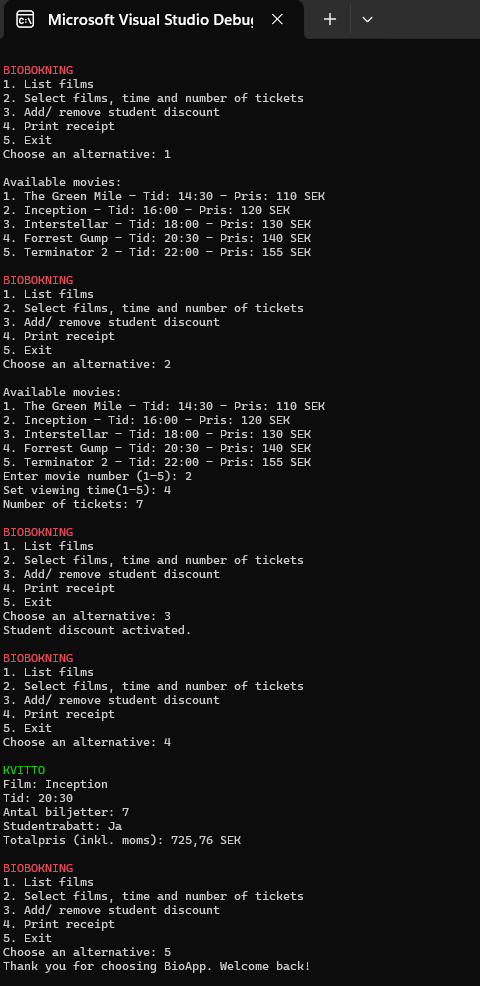 Microsoft Visual Studio Debug
BIOBOKNING
1. List films
2. Select films, time and number of tickets
3. Add/ remove student discount
4. Print receipt
5. Exit
Choose an alternative: 1
Available movies:
1. The Green Mile - Tid: 14:30 - Pris: 110 SEK
2. Inception - Tid: 16:00 - Pris: 120 SEK
3. Interstellar - Tid: 18:00 - Pris: 130 SEK
4. Forrest Gump - Tid: 20:30 - Pris: 140 SEK
5. Terminator 2 - Tid: 22:00 - Pris: 155 SEK
BIOBOKNING
1. List films
2. Select films, time and number of tickets
3. Add/ remove student discount
4. Print receipt
5. Exit
Choose an alternative: 2
Available movies:
1. The Green Mile - Tid: 14:30 - Pris: 110 SEK
2. Inception - Tid: 16:00 - Pris: 120 SEK
3. Interstellar - Tid: 18:00 - Pris: 130 SEK
4. Forrest Gump - Tid: 20:30 - Pris: 140 SEK
5. Terminator 2 - Tid: 22:00 - Pris: 155 SEK
Enter movie number (1-5): 2
Set viewing time(1-5): 4
Number of tickets: 7
BIOBOKNING
1. List films
2. Select films, time and number of tickets
3. Add/ remove student discount
4. Print receipt
5. Exit
Choose an alternative: 3
Student discount activated.
BIOBOKNING
1. List films
2. Select films, time and number of tickets
3. Add/ remove student discount
4. Print receipt
5. Exit
Choose an alternative: 4
KVITTO
Film: Inception
Tid: 20:30
Antal biljetter: 7
Studentrabatt: Ja
Totalpris (inkl. moms): 725,76 SEK
BIOBOKNING
1. List films
2. Select films, time and number of tickets
3. Add/ remove student discount
4. Print receipt
5. Exit
Choose an alternative: 5
Thank you for choosing BioApp. Welcome back!